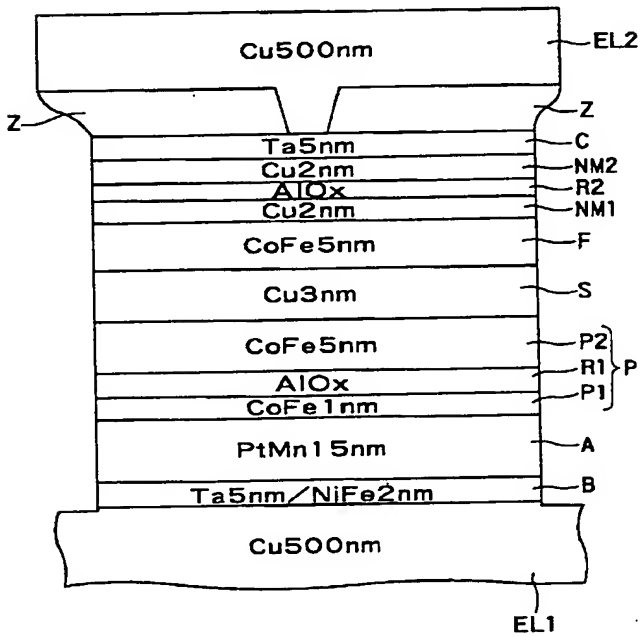 Cu500nm EL2
Z Z
Ta5nm C
Cu2nm NM2
AlOx R2
Cu2nm NM1
CoFe5nm F
Cu3nm S
CoFe5nm P2
AlOx R1 P
CoFe1nm P1
PtMn15nm A
Ta5nm/NiFe2nm B
Cu500nm
EL1